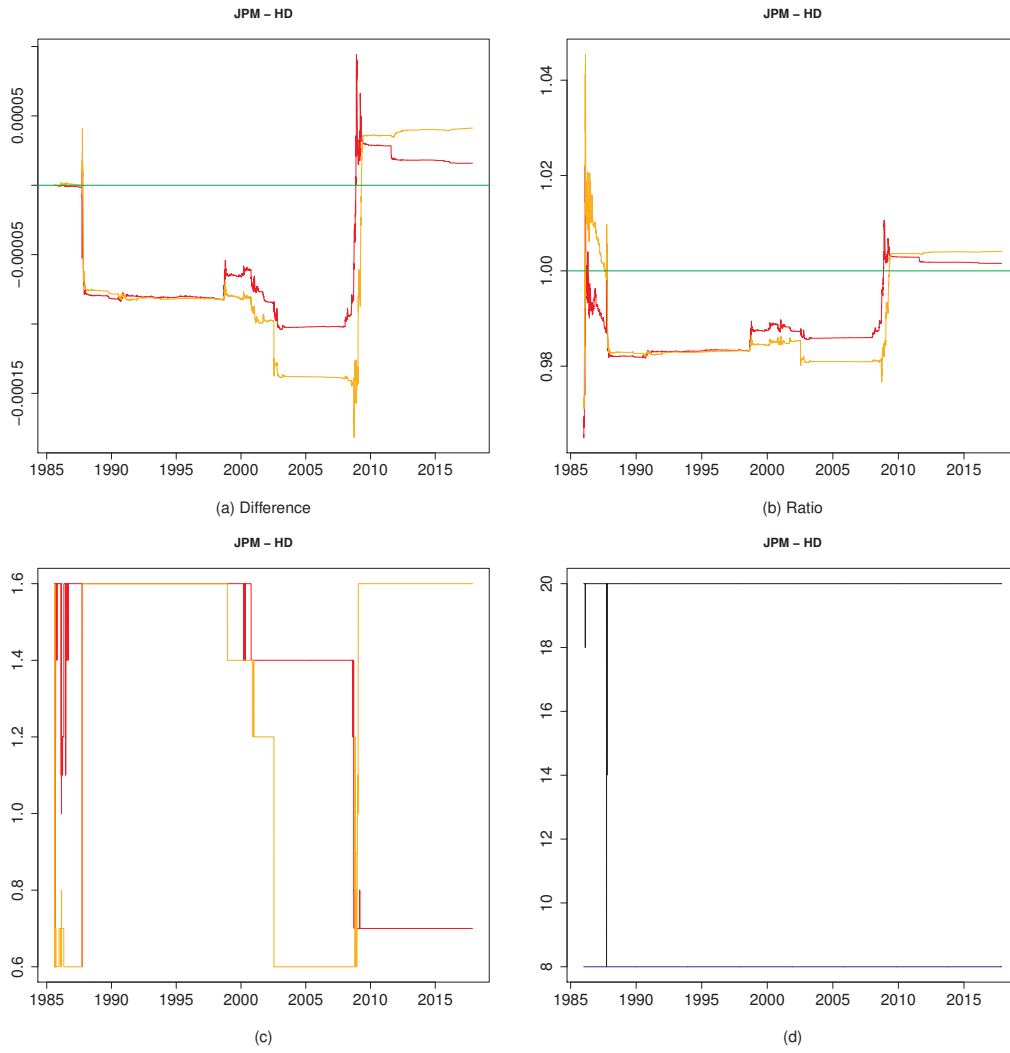 JPM – HD
0.00005
−0.00005
−0.00015
1985 1990 1995 2000 2005 2010 2015
(a) Difference
JPM – HD
1.04
1.02
1.00
0.98
1985 1990 1995 2000 2005 2010 2015
(b) Ratio
JPM – HD
1.6
1.4
1.2
1.0
0.8
0.6
1985 1990 1995 2000 2005 2010 2015
(c)
JPM – HD
20
18
16
14
12
10
8
1985 1990 1995 2000 2005 2010 2015
(d)